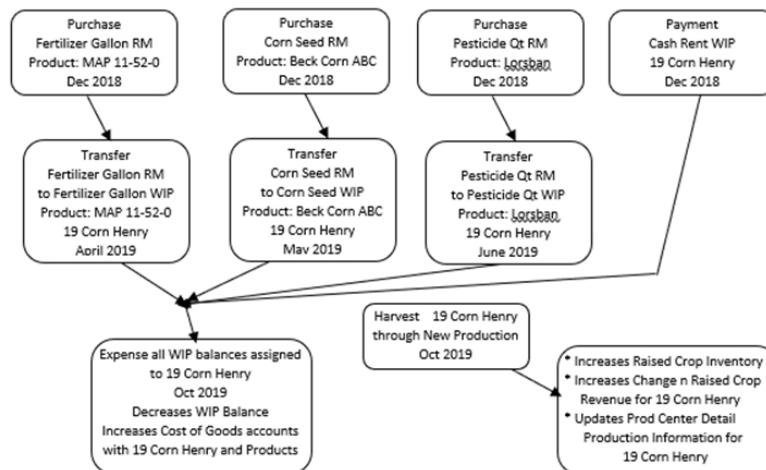 Purchase
Fertilizer Gallon RM
Product: MAP 11-52-0
Dec 2018
Purchase
Corn Seed RM
Product: Beck Corn ABC
Dec 2018
Purchase
Pesticide Qt RM
Product: Lorsban
Dec 2018
Payment
Cash Rent WIP
19 Corn Henry
Dec 2018
Transfer
Fertilizer Gallon RM
to Fertilizer Gallon WIP
Product: MAP 11-52-0
19 Corn Henry
April 2019
Transfer
Corn Seed RM
to Corn Seed WIP
Product: Beck Corn ABC
19 Corn Henry
May 2019
Transfer
Pesticide Qt RM
to Pesticide Qt WIP
Product: Lorsban
19 Corn Henry
June 2019
Expense all WIP balances assigned
to 19 Corn Henry
Oct 2019
Decreases WIP Balance
Increases Cost of Goods accounts
with 19 Corn Henry and Products
Harvest 19 Corn Henry
through New Production
Oct 2019
* Increases Raised Crop Inventory
* Increases Change n Raised Crop
Revenue for 19 Corn Henry
* Updates Prod Center Detail
Production Information for
19 Corn Henry